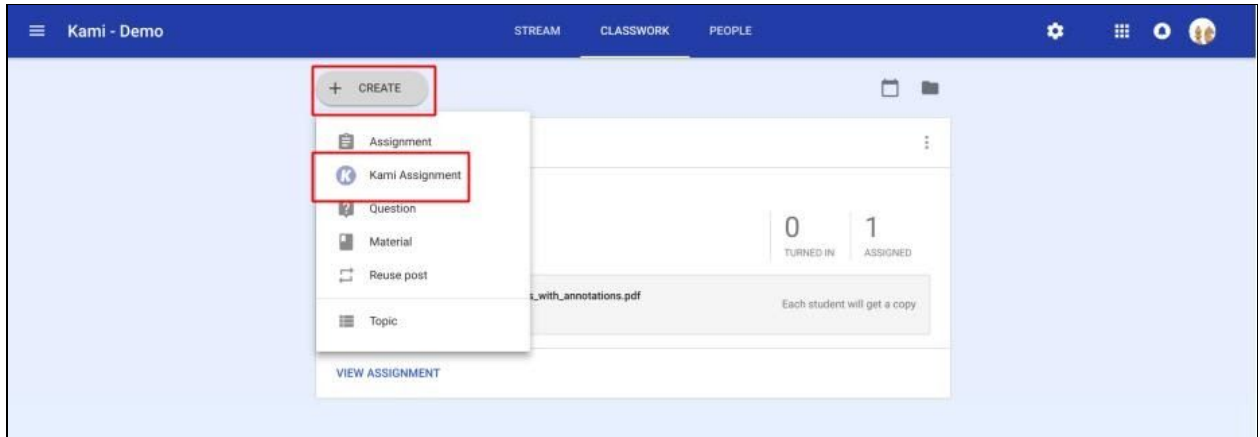 Kami - Demo STREAM CLASSWORK PEOPLE
+ CREATE
Assignment
K Kami Assignment
Question
Material
Reuse post
Topic
0 1
TURNED IN ASSIGNED
s_with_annotations.pdf
Each student will get a copy
VIEW ASSIGNMENT